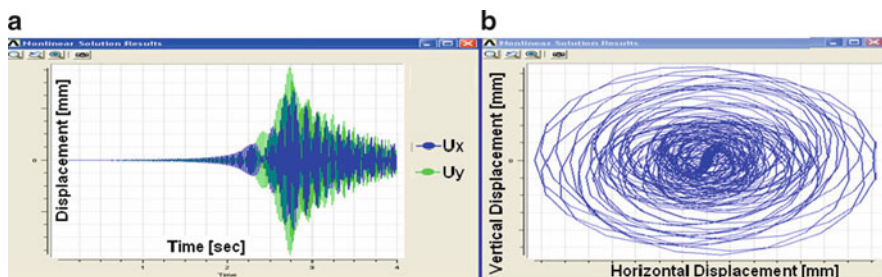 a
Nonlinear Solution Results
Displacement [mm]
0
Ux
Uy
Time [sec]
1
2
3
4
Time
b
Nonlinear Solution Results
Vertical Displacement [mm]
0
Horizontal Displacement [mm]